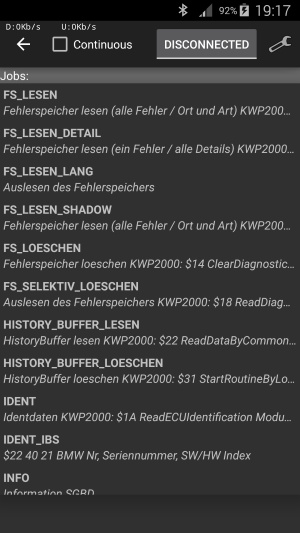 D:0Kb/s U:0Kb/s 92% 19:17
Continuous DISCONNECTED
Jobs:
FS_LESEN
Fehlerspeicher lesen (alle Fehler / Ort und Art) KWP200...
FS_LESEN_DETAIL
Fehlerspeicher lesen (ein Fehler / alle Details) KWP2000...
FS_LESEN_LANG
Auslesen des Fehlerspeichers
FS_LESEN_SHADOW
Fehlerspeicher lesen (alle Fehler / Ort und Art) KWP200...
FS_LOESCHEN
Fehlerspeicher loeschen KWP2000: $14 ClearDiagnostic...
FS_SELEKTIV_LOESCHEN
Auslesen des Fehlerspeichers KWP2000: $18 ReadDiag...
HISTORY_BUFFER_LESEN
HistoryBuffer lesen KWP2000: $22 ReadDataByCommon...
HISTORY_BUFFER_LOESCHEN
HistoryBuffer loeschen KWP2000: $31 StartRoutineByLo...
IDENT
Identdaten KWP2000: $1A ReadECUIdentification Modu...
IDENT_IBS
$22 40 21 BMW Nr, Seriennummer, SW/HW Index
INFO
Information SGBD